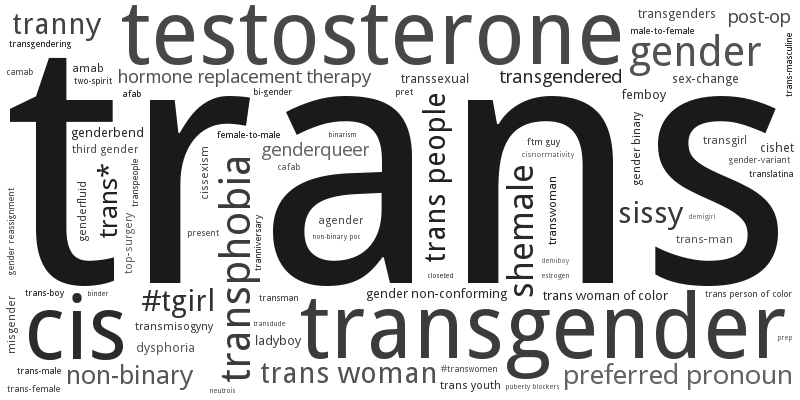 tranny
testosterone
transgenders
post-op
transgendering
male-to-female
gender
trans-masculine
camab
amab
two-spirit
hormone replacement therapy
transsexual
transgendered
sex-change
afab
bi-gender
pret
femboy
trans
genderbend
female-to-male
binarism
trans people
ftm guy
gender binary
transgirl
cishet
third gender
cissexism
genderqueer
cisnormativity
gender-variant
cafab
translatina
trans*
transpeople
transphobia
shemale
transwoman
genderfluid
gender reassignment
top-surgery
present
tranniversary
agender
non-binary poc
sissy
demigirl
trans-man
demiboy
closeted
estrogen
trans-boy
binder
#tgirl
transman
gender non-conforming
trans woman of color
trans person of color
misgender
cis
transmisogyny
transdude
transgender
dysphoria
ladyboy
prep
trans-male
non-binary
trans woman
#transwomen
preferred pronoun
trans-female
neutrois
trans youth
puberty blockers